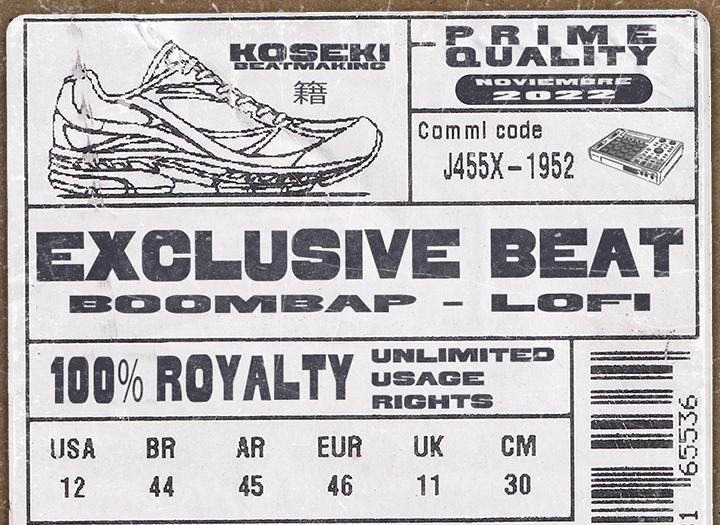 KOSEKI
BEATMAKING
籍
PRIME
QUALITY
NOVIEMBRE
2022
Comml code
J455X-1952
EXCLUSIVE BEAT
BOOMBAP - LOFI
100% ROYALTY
UNLIMITED
USAGE
RIGHTS
USA BR AR EUR UK CM
12 44 45 46 11 30
1 65536